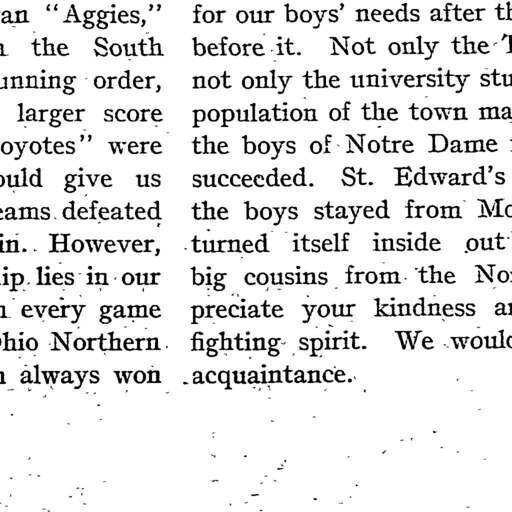 an "Aggies,"
the South
unning order,
larger score
oyotes" were
ould give us
eams defeated
in. However,
ip lies in our
every game
hio Northern
always won
for our boys' needs after th
before it. Not only the T
not only the university stu
population of the town ma
the boys of Notre Dame
succeeded. St. Edward's
the boys stayed from Mo
turned itself inside out
big cousins from the Nor
preciate your kindness an
fighting spirit. We would
acquaintance.